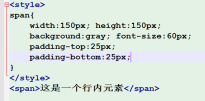 <style>
span{
width:150px; height:150px;
background:gray; font-size:60px;
padding-top:25px;
padding-bottom:25px;
}
</style>
<span>这是一个行内元素</span>